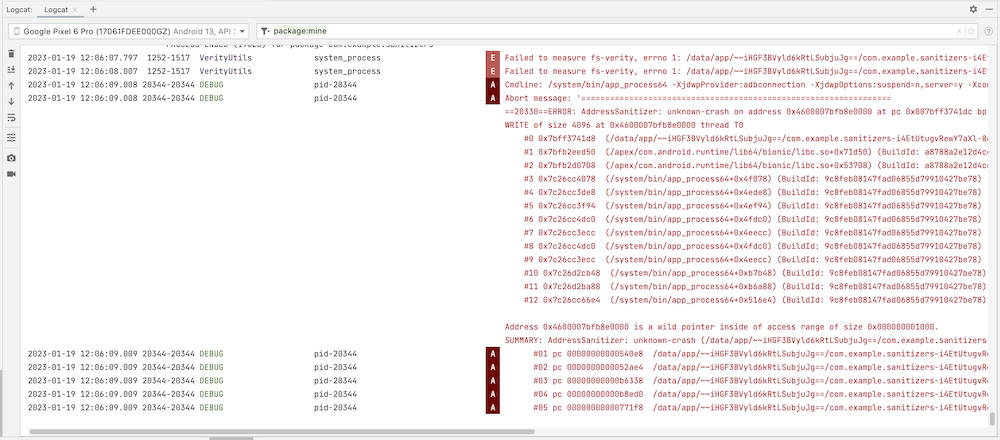 Logcat: Logcat × +
Google Pixel 6 Pro (17061FDEE000GZ) Android 13, API package:mine
2023-01-19 12:06:07.797 1252-1517 VerityUtils system_process E Failed to measure fs-verity, errno 1: /data/app/~~iHGF3BVyld6kRtLSubjuJg==/com.example.sanitizers-i4Et
2023-01-19 12:06:08.007 1252-1517 VerityUtils system_process E Failed to measure fs-verity, errno 1: /data/app/~~iHGF3BVyld6kRtLSubjuJg==/com.example.sanitizers-i4Et
2023-01-19 12:06:09.008 20344-20344 DEBUG pid-20344 A Cmdline: /system/bin/app_process64 -XjdwpProvider:adbconnection -XjdwpOptions:suspend=n,server=y -Xcon
2023-01-19 12:06:09.008 20344-20344 DEBUG pid-20344 A Abort message: '=================================================================
==20330==ERROR: AddressSanitizer: unknown-crash on address 0x4600007bfb8e0000 at pc 0x007bff3741dc bp
WRITE of size 4096 at 0x4600007bfb8e0000 thread T0
#0 0x7bff3741d8 (/data/app/~~iHGF3BVyld6kRtLSubjuJg==/com.example.sanitizers-i4EtUtugvRewY7aXl-8
#1 0x7bfb2eed50 (/apex/com.android.runtime/lib64/bionic/libc.so+0x71d50) (BuildId: a8788a2e12d4c
#2 0x7bfb2d0708 (/apex/com.android.runtime/lib64/bionic/libc.so+0x53708) (BuildId: a8788a2e12d4c
#3 0x7c26cc4078 (/system/bin/app_process64+0x4f078) (BuildId: 9c8feb08147fad06855d79910427be78)
#4 0x7c26cc3de8 (/system/bin/app_process64+0x4ede8) (BuildId: 9c8feb08147fad06855d79910427be78)
#5 0x7c26cc3f94 (/system/bin/app_process64+0x4ef94) (BuildId: 9c8feb08147fad06855d79910427be78)
#6 0x7c26cc4dc0 (/system/bin/app_process64+0x4fdc0) (BuildId: 9c8feb08147fad06855d79910427be78)
#7 0x7c26cc3ecc (/system/bin/app_process64+0x4eecc) (BuildId: 9c8feb08147fad06855d79910427be78)
#8 0x7c26cc4dc0 (/system/bin/app_process64+0x4fdc0) (BuildId: 9c8feb08147fad06855d79910427be78)
#9 0x7c26cc3ecc (/system/bin/app_process64+0x4eecc) (BuildId: 9c8feb08147fad06855d79910427be78)
#10 0x7c26d2cb48 (/system/bin/app_process64+0xb7b48) (BuildId: 9c8feb08147fad06855d79910427be78)
#11 0x7c26d2ba88 (/system/bin/app_process64+0xb6a88) (BuildId: 9c8feb08147fad06855d79910427be78)
#12 0x7c26cc66e4 (/system/bin/app_process64+0x516e4) (BuildId: 9c8feb08147fad06855d79910427be78)
Address 0x4600007bfb8e0000 is a wild pointer inside of access range of size 0x000000001000.
SUMMARY: AddressSanitizer: unknown-crash (/data/app/~~iHGF3BVyld6kRtLSubjuJg==/com.example.sanitizers
2023-01-19 12:06:09.009 20344-20344 DEBUG pid-20344 A #01 pc 00000000000540e8 /data/app/~~iHGF3BVyld6kRtLSubjuJg==/com.example.sanitizers-i4EtUtugvRe
2023-01-19 12:06:09.009 20344-20344 DEBUG pid-20344 A #02 pc 0000000000052ae4 /data/app/~~iHGF3BVyld6kRtLSubjuJg==/com.example.sanitizers-i4EtUtugvRe
2023-01-19 12:06:09.009 20344-20344 DEBUG pid-20344 A #03 pc 00000000000b6338 /data/app/~~iHGF3BVyld6kRtLSubjuJg==/com.example.sanitizers-i4EtUtugvRe
2023-01-19 12:06:09.009 20344-20344 DEBUG pid-20344 A #04 pc 00000000000b8ed0 /data/app/~~iHGF3BVyld6kRtLSubjuJg==/com.example.sanitizers-i4EtUtugvRe
2023-01-19 12:06:09.009 20344-20344 DEBUG pid-20344 A #05 pc 00000000000771f8 /data/app/~~iHGF3BVyld6kRtLSubjuJg==/com.example.sanitizers-i4EtUtugvRe